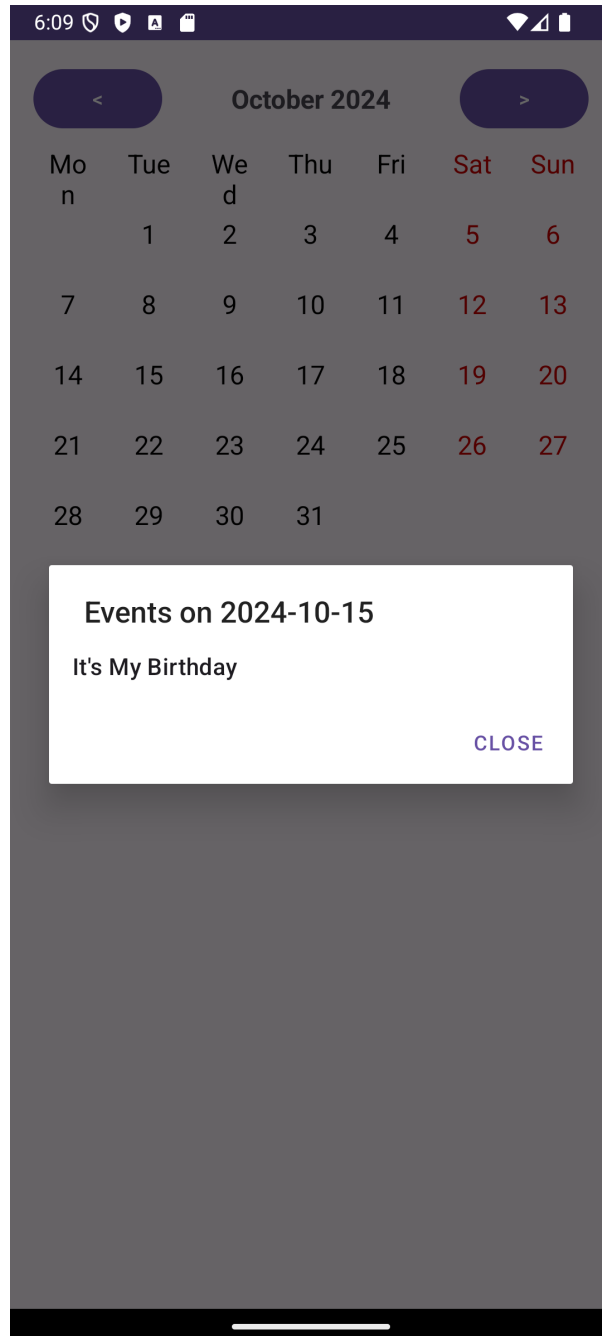 6:09
< October 2024 >
Mo Tue We Thu Fri Sat Sun
n d
1 2 3 4 5 6
7 8 9 10 11 12 13
14 15 16 17 18 19 20
21 22 23 24 25 26 27
28 29 30 31
Events on 2024-10-15
It's My Birthday
CLOSE